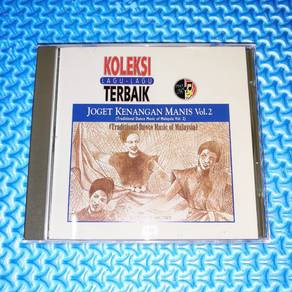 KOLEKSI
LAGU-LAGU
TERBAIK
JOGET KENANGAN MANIS Vol.2
(Traditional Dance Music of Malaysia Vol. 2)
(Traditional Dance Music of Malaysia)